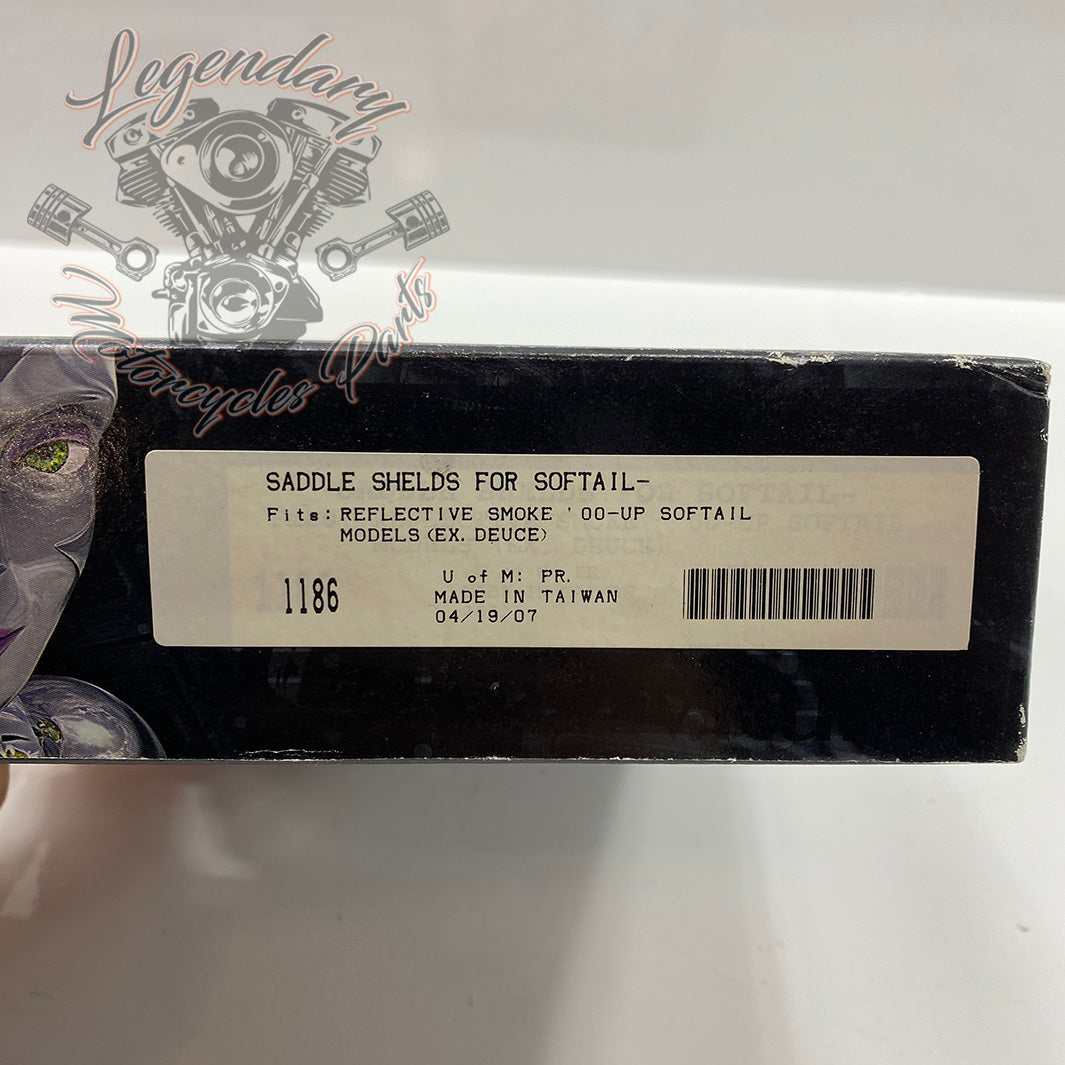 Legendary
Motorcycles Parts
SADDLE SHELDS FOR SOFTAIL-
Fits: REFLECTIVE SMOKE '00-UP SOFTAIL
MODELS (EX. DEUCE)
1186
U of M: PR.
MADE IN TAIWAN
04/19/07